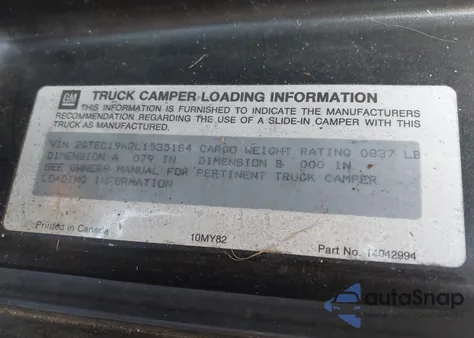 GM
TRUCK CAMPER LOADING INFORMATION
THIS INFORMATION IS FURNISHED TO INDICATE THE MANUFACTURERS
RECOMMENDATION REGARDING THE USE OF A SLIDE-IN CAMPER WITH THIS
TRUCK AS MANUFACTURED.
VIN 2GTEC19K2L1535164 CARGO WEIGHT RATING 0837 LB
DIMENSION A 079 IN DIMENSION B 000 IN
SEE OWNERS MANUAL FOR PERTINENT TRUCK CAMPER
LOADING INFORMATION
Printed in Canada
10MY82
Part No. 14042994
autoSnap